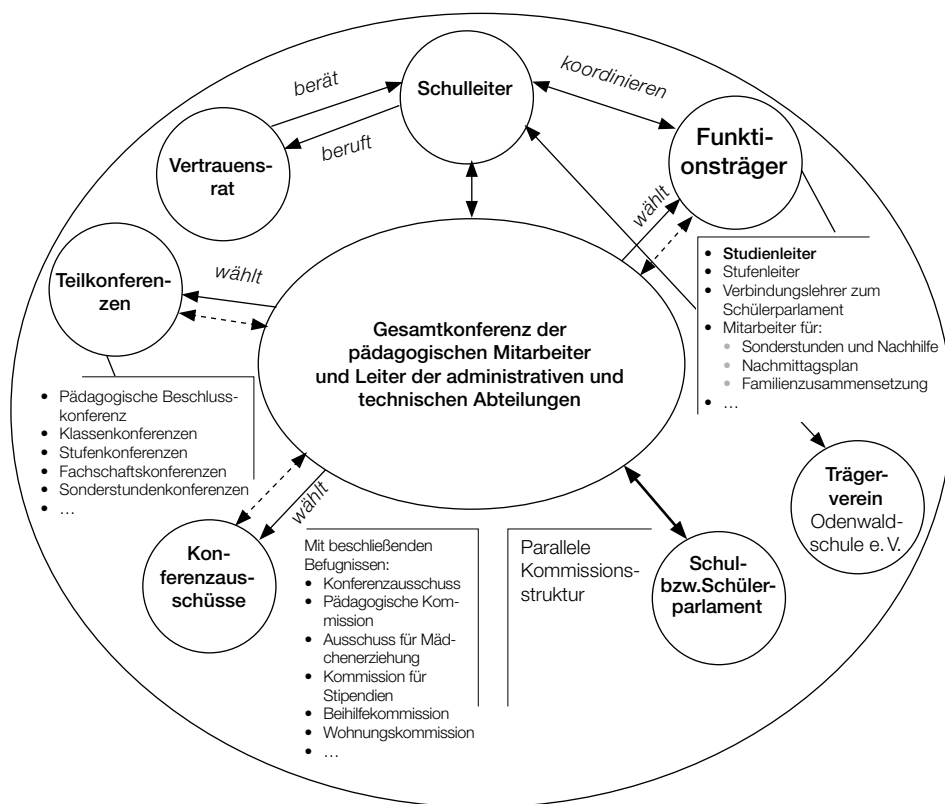 berät
Schulleiter
koordinieren
beruft
Vertrauens-
rat
Funkti-
onsträger
wählt
Teilkonferen-
zen
wählt
• Studienleiter
• Stufenleiter
• Verbindungslehrer zum
Schülerparlament
• Mitarbeiter für:
• Sonderstunden und Nachhilfe
• Nachmittagsplan
• Familienzusammensetzung
• ...
Gesamtkonferenz der
pädagogischen Mitarbeiter
und Leiter der administrativen und
technischen Abteilungen
• Pädagogische Beschluss-
konferenz
• Klassenkonferenzen
• Stufenkonferenzen
• Fachschaftskonferenzen
• Sonderstundenkonferenzen
• ...
wählt
Träger-
verein
Odenwald-
schule e. V.
Kon-
ferenzaus-
schüsse
Mit beschließenden
Befugnissen:
• Konferenzausschuss
• Pädagogische Kom-
mission
• Ausschuss für Mäd-
chenerziehung
• Kommission für
Stipendien
• Beihilfekommission
• Wohnungskommission
• ...
Parallele
Kommissions-
struktur
Schul-
bzw.Schüler-
parlament